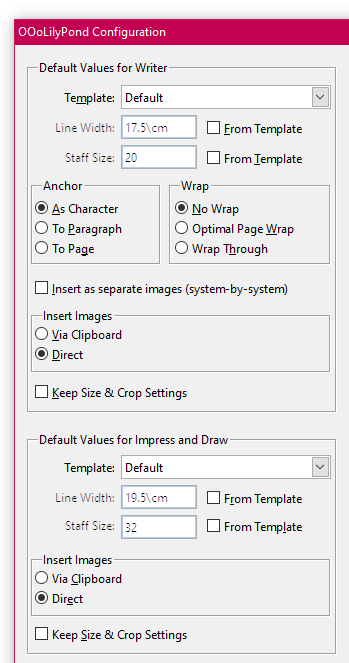 OOoLilyPond Configuration
Default Values for Writer
Template: Default
Line Width: 17.5\cm From Template
Staff Size: 20 From Template
Anchor Wrap
As Character No Wrap
To Paragraph Optimal Page Wrap
To Page Wrap Through
Insert as separate images (system-by-system)
Insert Images
Via Clipboard
Direct
Keep Size & Crop Settings
Default Values for Impress and Draw
Template: Default
Line Width: 19.5\cm From Template
Staff Size: 32 From Template
Insert Images
Via Clipboard
Direct
Keep Size & Crop Settings